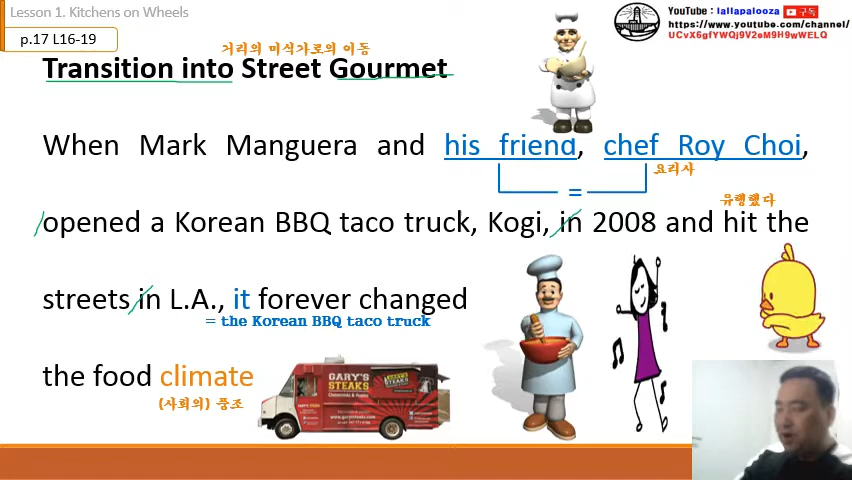 Lesson 1. Kitchens on Wheels
YouTube : lallapalooza 구독
https://www.youtube.com/channel/
UCvX6gfYWQj9V2eM9H9wWELQ
p.17 L16-19
거리의 미식가로의 이동
Transition into Street Gourmet
When Mark Manguera and his friend, chef Roy Choi,
=
요리사
유행했다
opened a Korean BBQ taco truck, Kogi, in 2008 and hit the
streets in L.A., it forever changed
= the Korean BBQ taco truck
the food climate
(사회의) 풍조
GARY'S STEAKS
GARY'S STEAKS